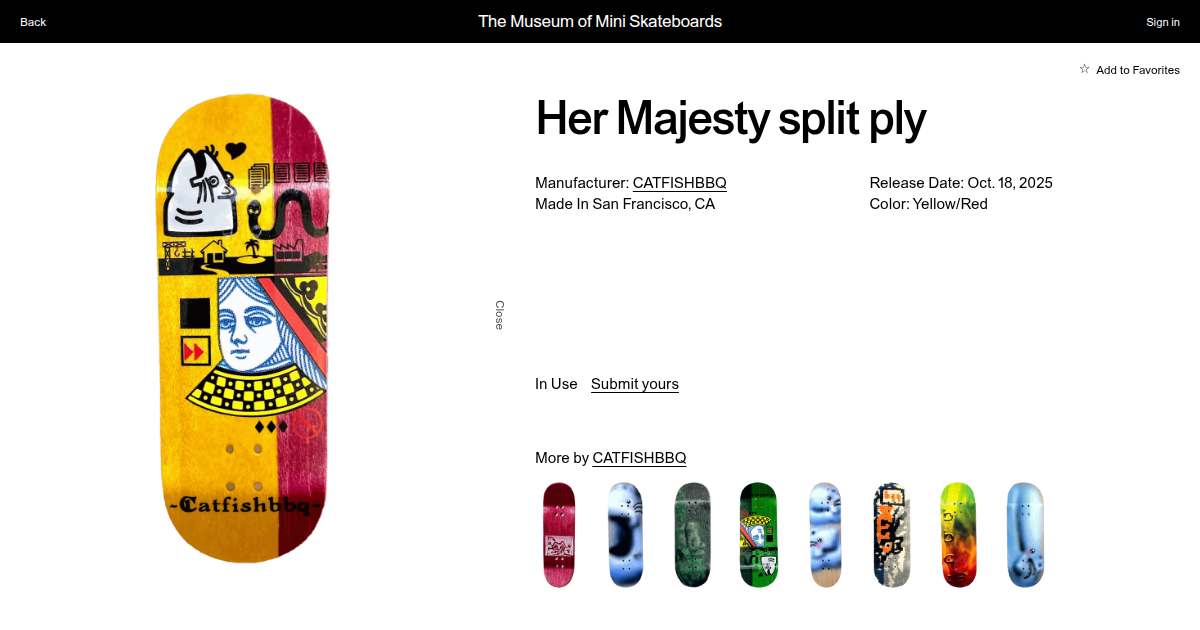 Back
The Museum of Mini Skateboards
Sign in
☆ Add to Favorites
Her Majesty split ply
Manufacturer: CATFISHBBQ
Made In San Francisco, CA
Release Date: Oct. 18, 2025
Color: Yellow/Red
Close
-Catfishbbq-
In Use
Submit yours
More by CATFISHBBQ